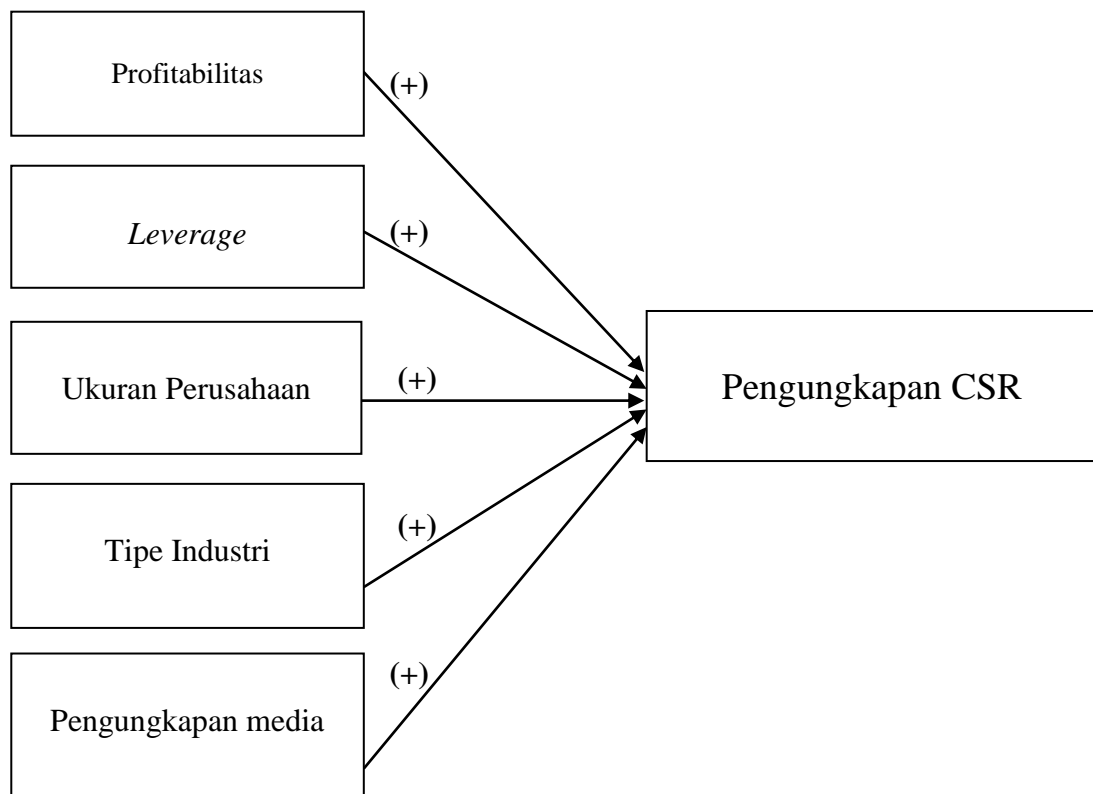 Profitabilitas
(+)
Leverage
(+)
Ukuran Perusahaan
(+)
Pengungkapan CSR
Tipe Industri
(+)
Pengungkapan media
(+)